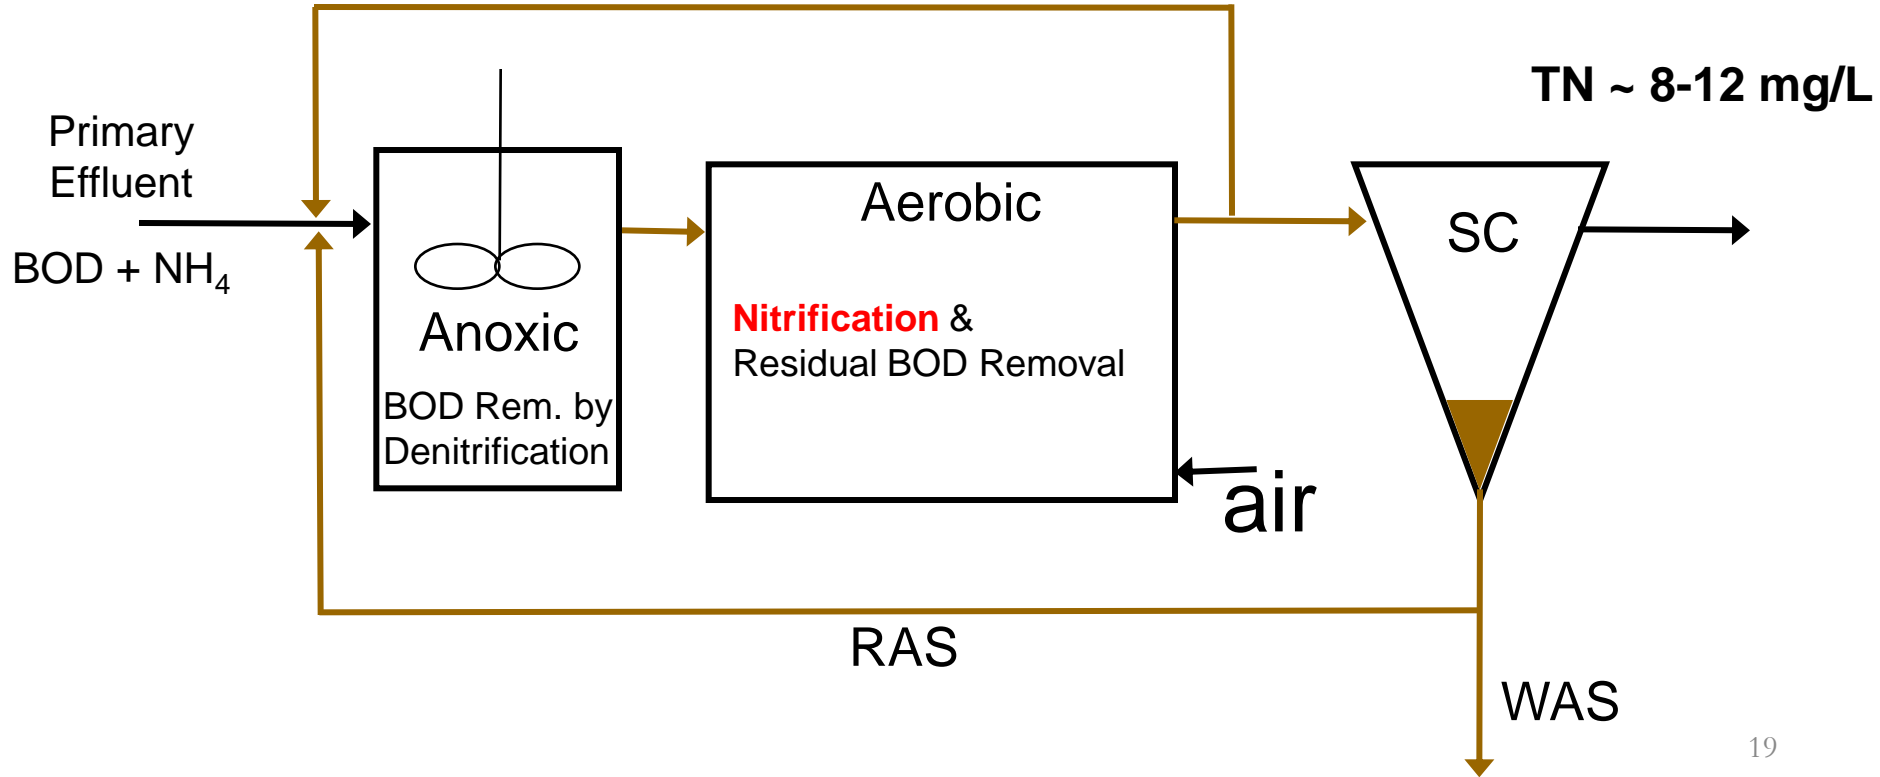 TN ~ 8-12 mg/L
Primary
Effluent
BOD + NH₄
Anoxic
BOD Rem. by
Denitrification
Aerobic
Nitrification &
Residual BOD Removal
air
SC
RAS
WAS
19